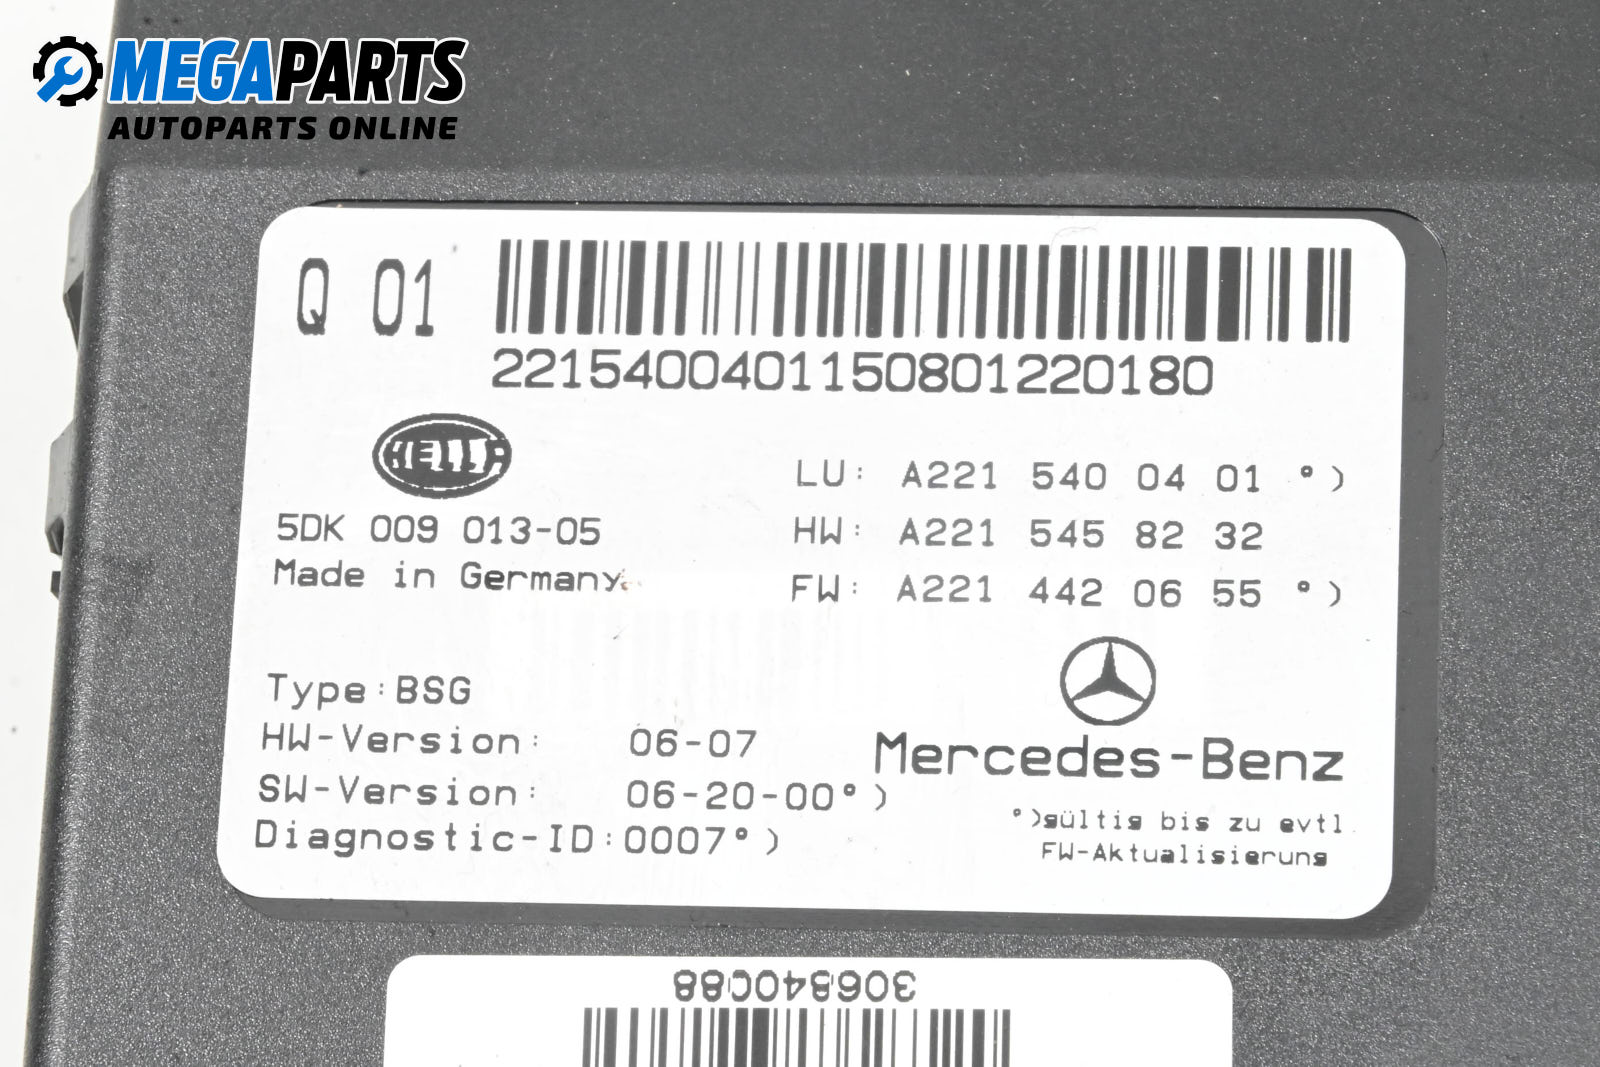 MEGAPARTS
AUTOPARTS ONLINE
Q 01
221540040115080122018​0
HELLA
5DK 009 013-05
Made in Germany
LU: A221 540 04 01 °)
HW: A221 545 82 32
FW: A221 442 06 55 °)
Type:BSG
HW-Version: 06-07
SW-Version: 06-20-00°)
Diagnostic-ID:0007°)
Mercedes-Benz
°)gültig bis zu evtl.
FW-Aktualisierung